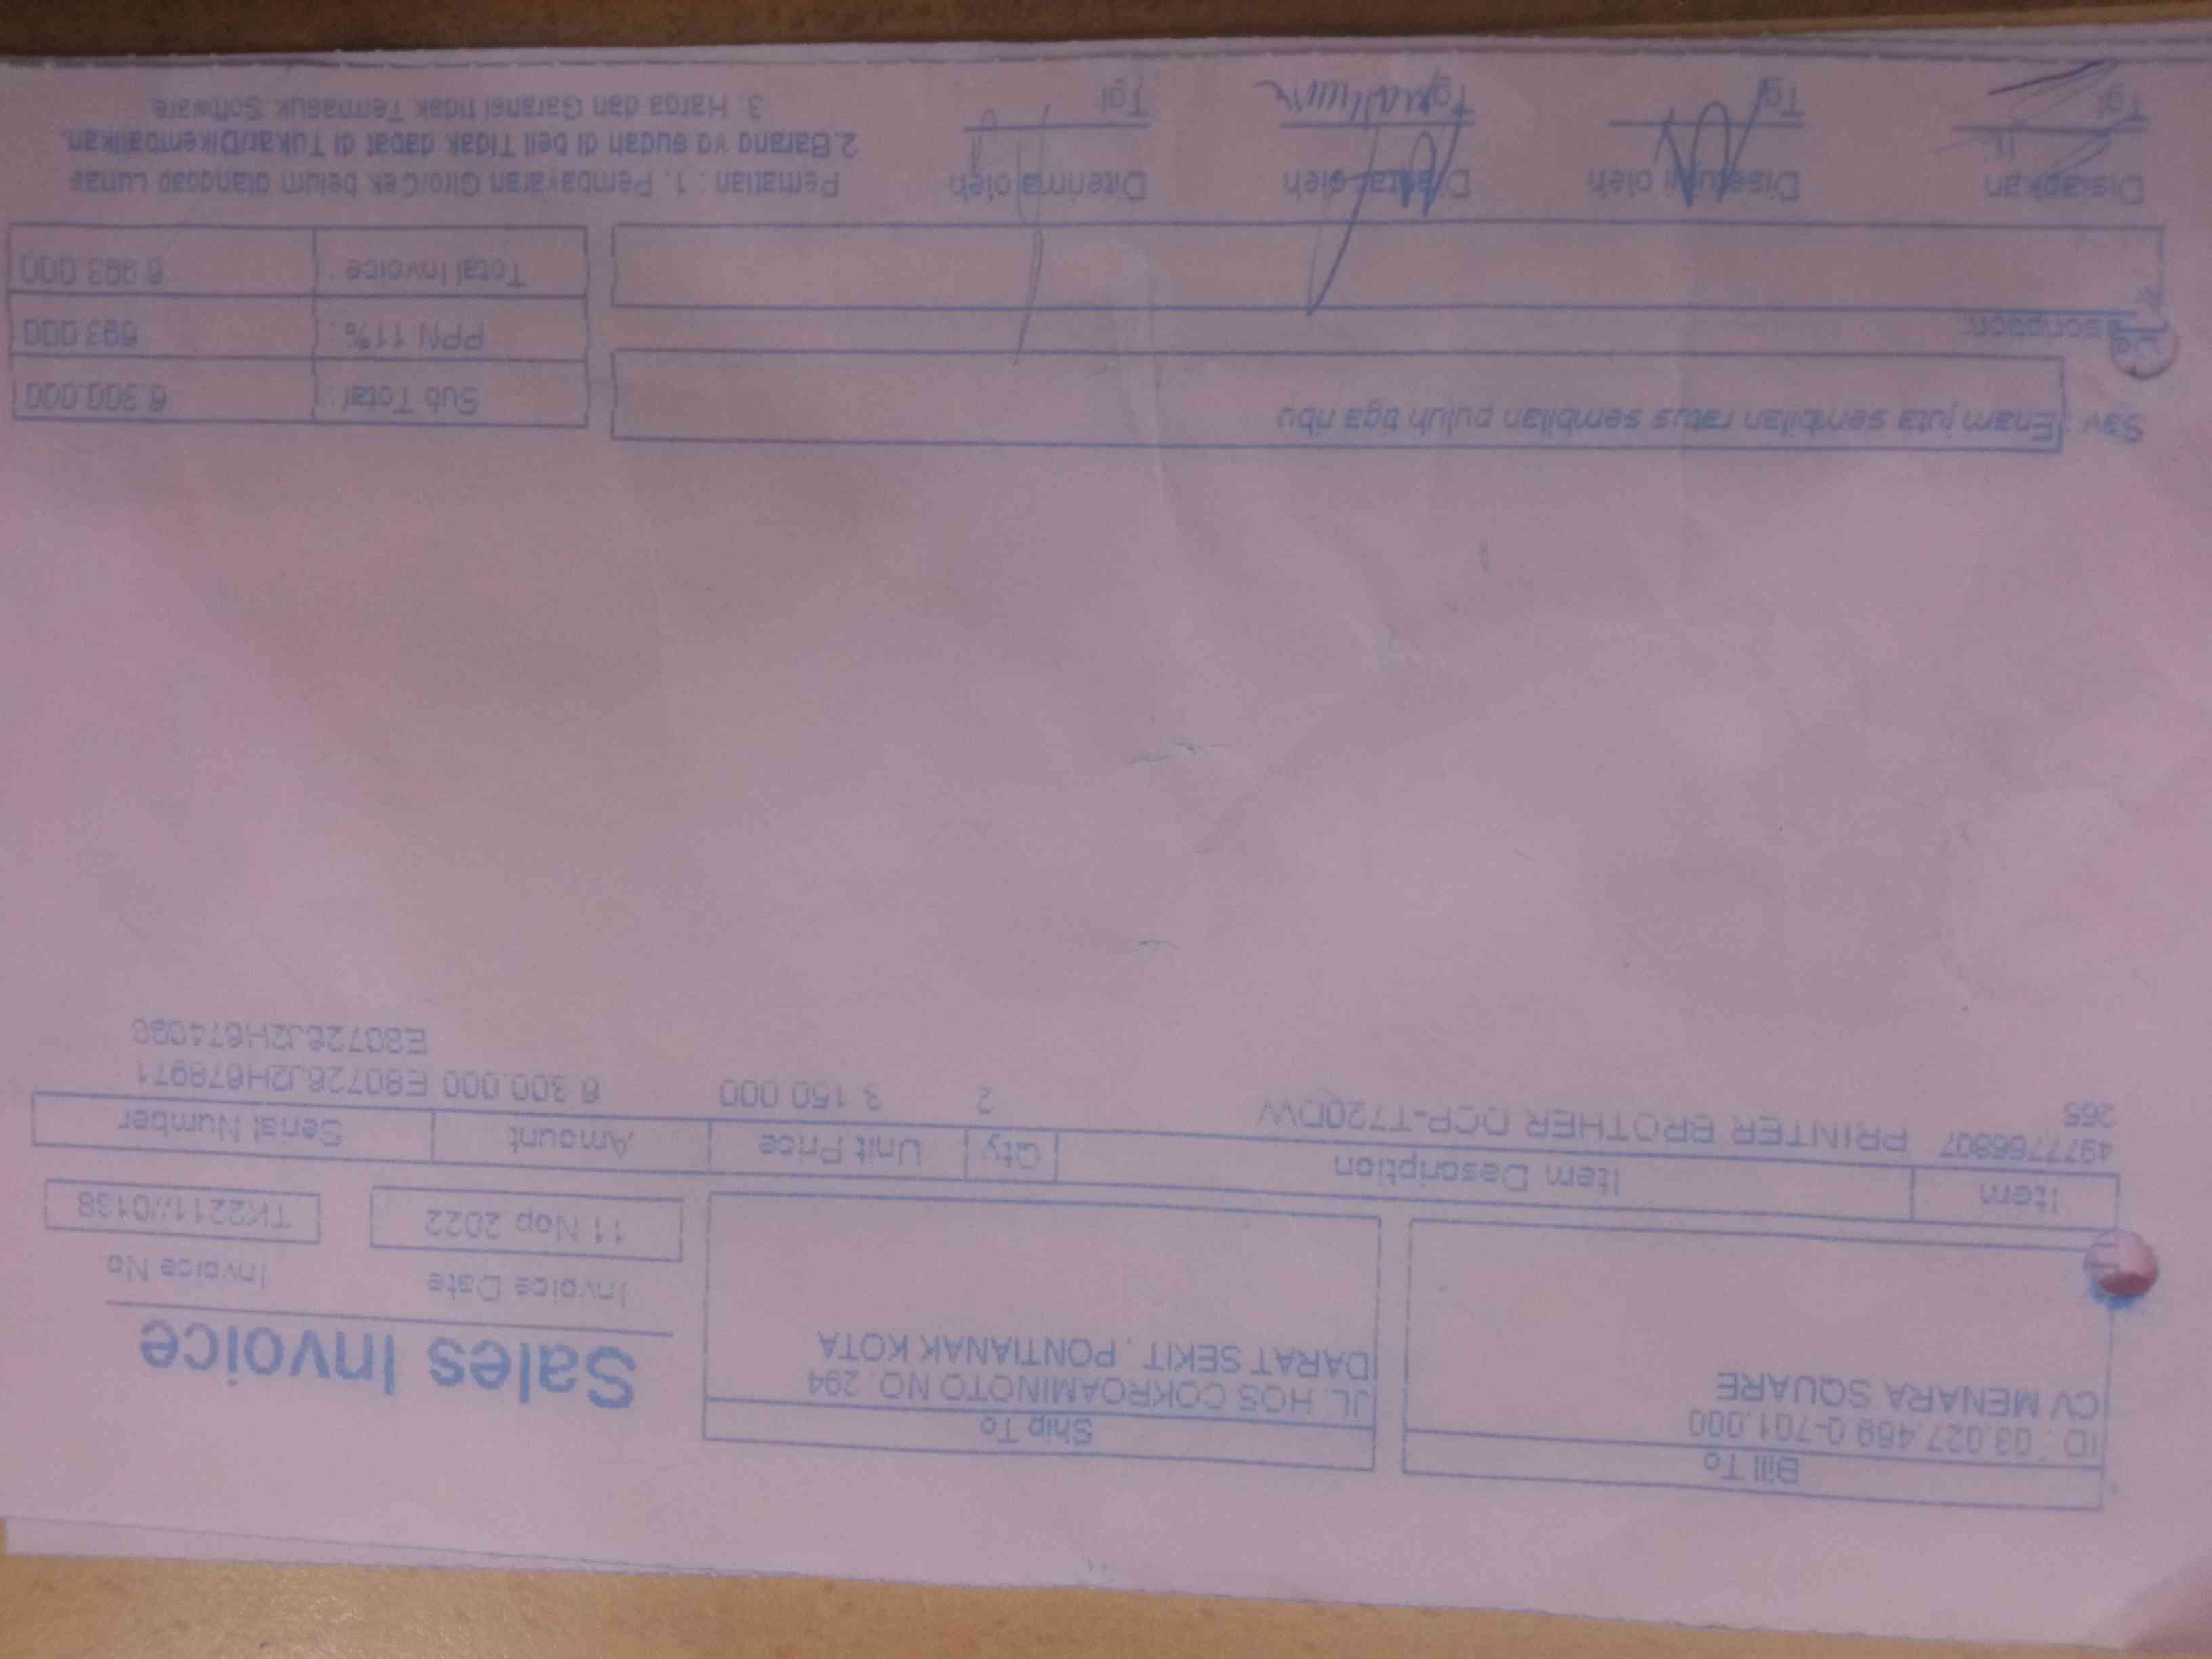 Bill To
ID : 03.027.469.0-701.000
CV MENARA SQUARE
Ship To
JL. HOS COKROAMINOTO NO. 294
DARAT SEKIT , PONTIANAK KOTA
Sales Invoice
Invoice Date
Invoice No
11 Nop 2022
TK2211//0138
Item
Item Description
Qty
Unit Price
Amount
Serial Number
PRINTER BROTHER DCP-T720DW
2
3.150.000
6.300.000
265
Say :
Enam juta sembilan ratus sembilan puluh tiga ribu
Sub Total :
6.300.000
PPN 11% :
693.000
Description:
Total Invoice :
6.993.000
Disiapkan
Disetujui oleh
Diantar oleh
Diterima oleh
Tgl
Tgl
Tgl
Tgl
Perhatian : 1. Pembayaran Giro/Cek belum dianggap Lunas
2.Barang yg sudah di beli Tidak dapat di Tukar/Dikembalikan.
3. Harga dan Garansi tidak Termasuk Software